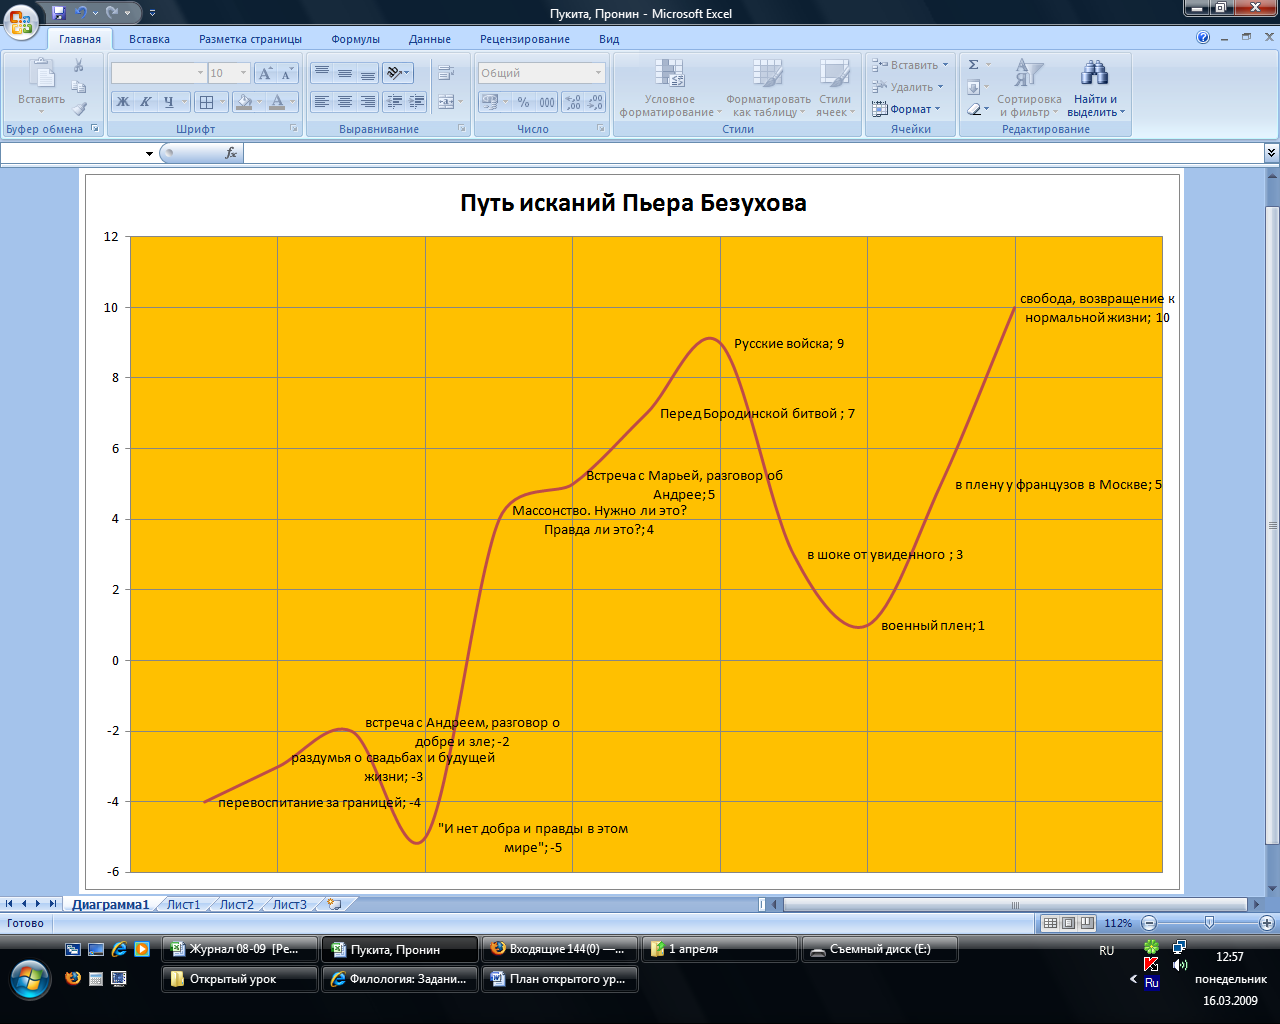 Пукита, Пронин - Microsoft Excel
Главная Вставка Разметка страницы Формулы Данные Рецензирование Вид
Вставить
Буфер обмена
10
Ж К Ч
Шрифт
Выравнивание
Общий
% 000
Число
Условное форматирование
Форматировать как таблицу
Стили ячеек
Стили
Вставить
Удалить
Формат
Ячейки
Сортировка и фильтр
Найти и выделить
Редактирование
fx
Путь исканий Пьера Безухова
12
10
8
6
4
2
0
-2
-4
-6
свобода, возвращение к
нормальной жизни; 10
Русские войска; 9
Перед Бородинской битвой ; 7
Встреча с Марьей, разговор об
Андрее; 5
в плену у французов в Москве; 5
Массонство. Нужно ли это?
Правда ли это?; 4
в шоке от увиденного ; 3
военный плен; 1
встреча с Андреем, разговор о
добре и зле; -2
раздумья о свадьбах и будущей
жизни; -3
перевоспитание за границей; -4
"И нет добра и правды в этом
мире"; -5
Диаграмма1 Лист1 Лист2 Лист3
Готово
112%
Журнал 08-09 [Ре...
Пукита, Пронин
Входящие 144(0) —...
1 апреля
Съемный диск (E:)
Открытый урок
Филология: Задани...
План открытого ур...
RU
Ru
12:57
понедельник
16.03.2009